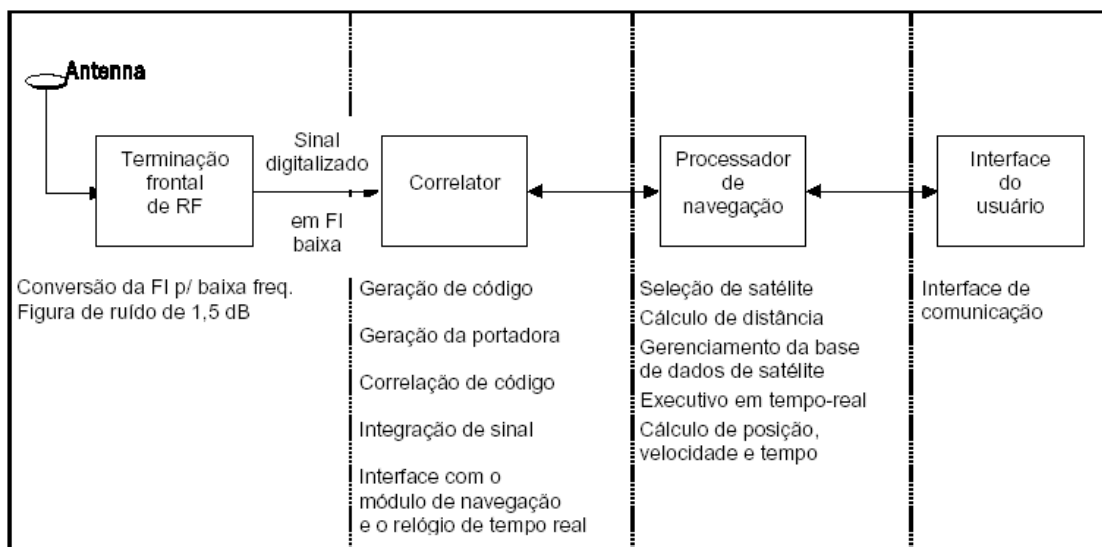 Antenna
Terminação
frontal
de RF
Sinal
digitalizado
em FI
baixa
Correlator
Processador
de
navegação
Interface
do
usuário
Conversão da FI p/ baixa freq.
Figura de ruído de 1,5 dB
Geração de código
Geração da portadora
Correlação de código
Integração de sinal
Interface com o
módulo de navegação
e o relógio de tempo real
Seleção de satélite
Cálculo de distância
Gerenciamento da base
de dados de satélite
Executivo em tempo-real
Cálculo de posição,
velocidade e tempo
Interface de
comunicação